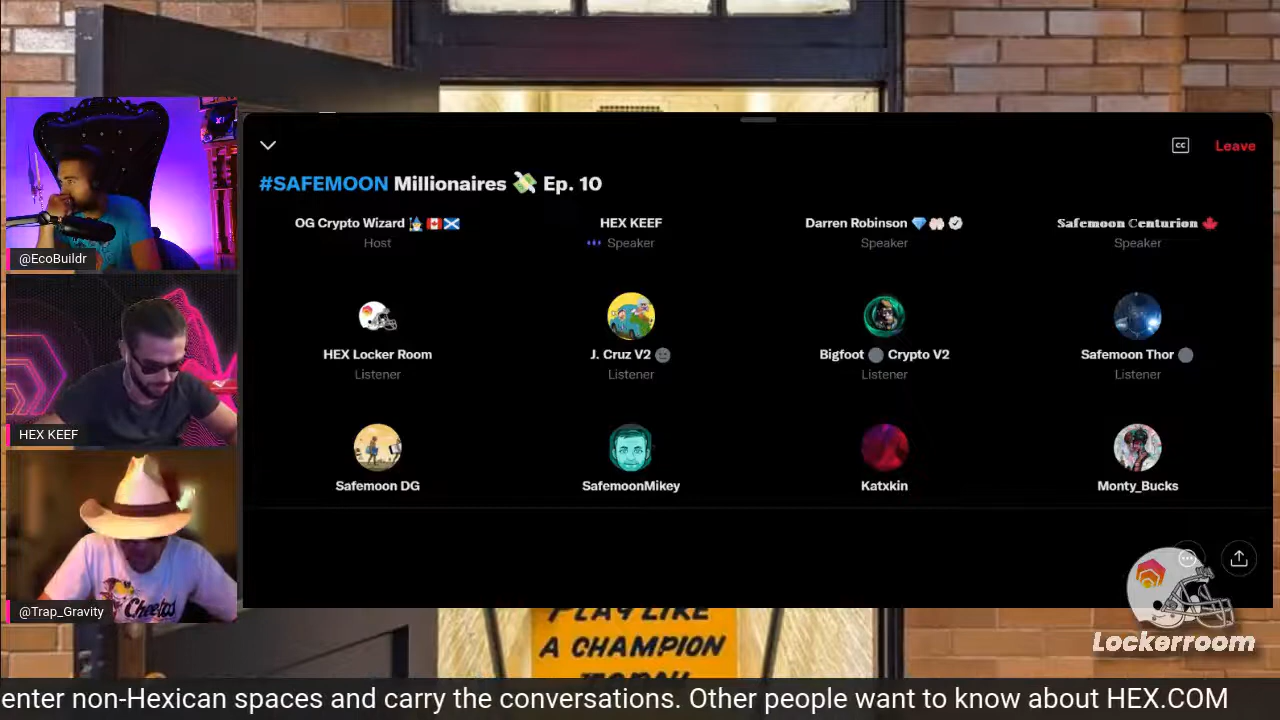 CC
Leave
#SAFEMOON Millionaires 💸 Ep. 10
OG Crypto Wizard 🧙‍♂️🇨🇦🏴󠁧󠁢󠁳󠁣󠁴󠁿
Host
HEX KEEF
Speaker
Darren Robinson 💎
Speaker
Safemoon Centurion 🍁
Speaker
@EcoBuildr
HEX Locker Room
Listener
J. Cruz V2 😐
Listener
Bigfoot Crypto V2
Listener
Safemoon Thor
Listener
HEX KEEF
Safemoon DG
SafemoonMikey
Katxkin
Monty_Bucks
Cheetos
@Trap_Gravity
PLAY LIKE
A CHAMPION
TODAY
Lockerroom
enter non-Hexican spaces and carry the conversations. Other people want to know about HEX.COM